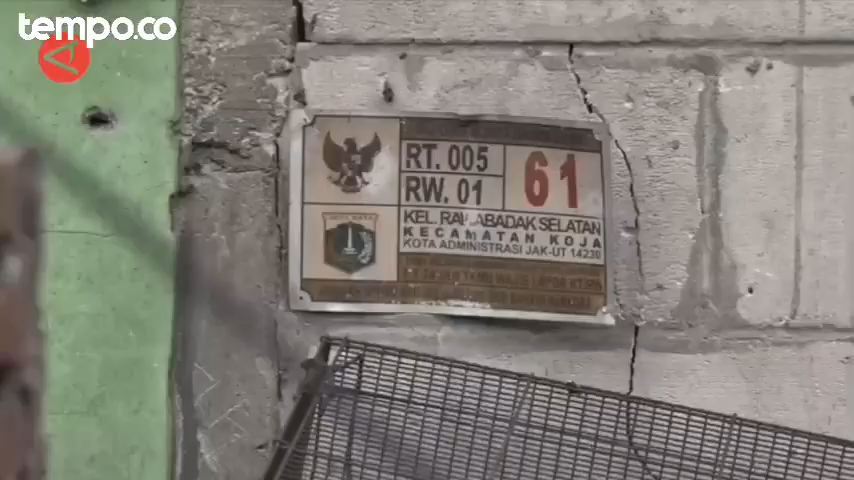 tempo.co
RT. 005
RW. 01
61
KEL. RAWABADAK SELATAN
KECAMATAN KOJA
KOTA ADMINISTRASI JAK-UT 14230